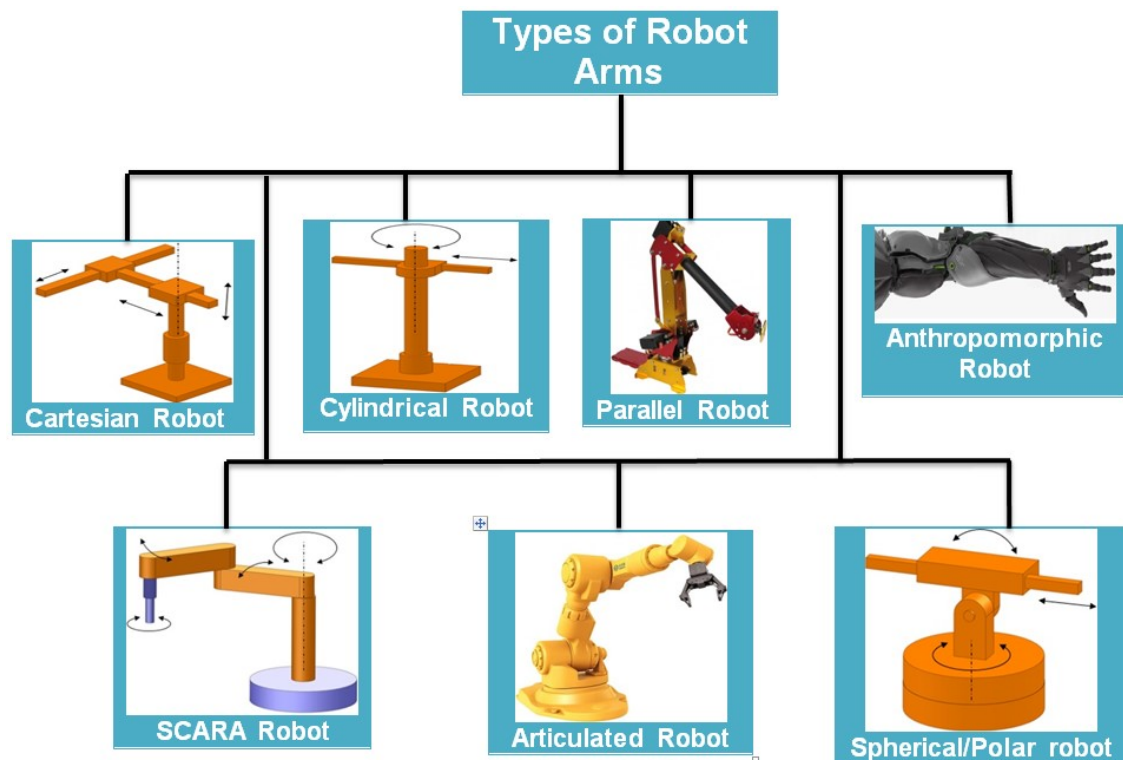 Types of Robot
Arms
Cartesian Robot
Cylindrical Robot
Parallel Robot
Anthropomorphic
Robot
SCARA Robot
Articulated Robot
Spherical/Polar robot